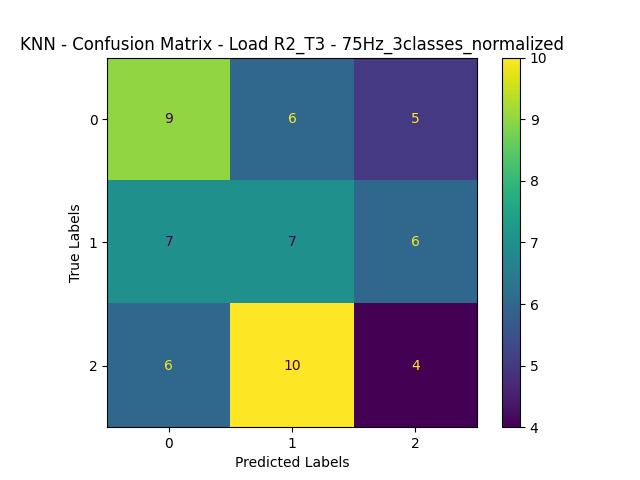 KNN - Confusion Matrix - Load R2_T3 - 75Hz_3classes_normalized
True Labels
0 9 6 5
1 7 7 6
2 6 10 4
0 1 2
Predicted Labels
10
9
8
7
6
5
4